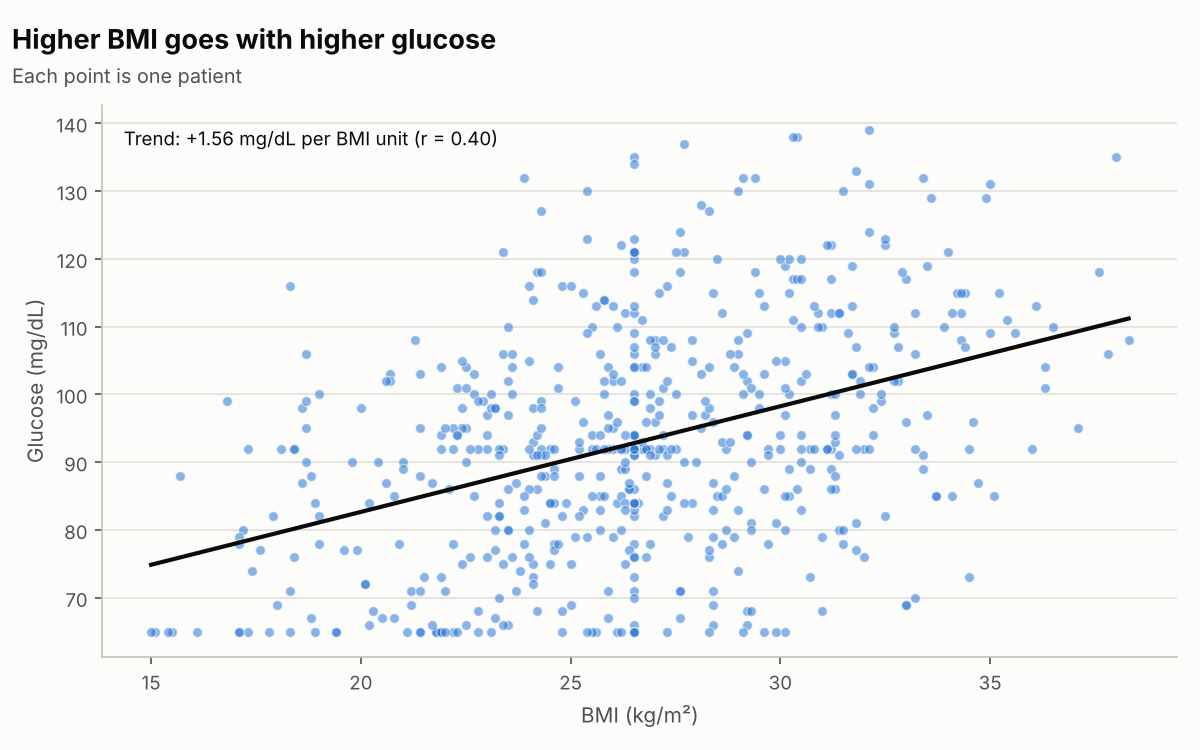 Higher BMI goes with higher glucose
Each point is one patient
Trend: +1.56 mg/dL per BMI unit (r = 0.40)
Glucose (mg/dL)
140
130
120
110
100
90
80
70
15 20 25 30 35
BMI (kg/m²)